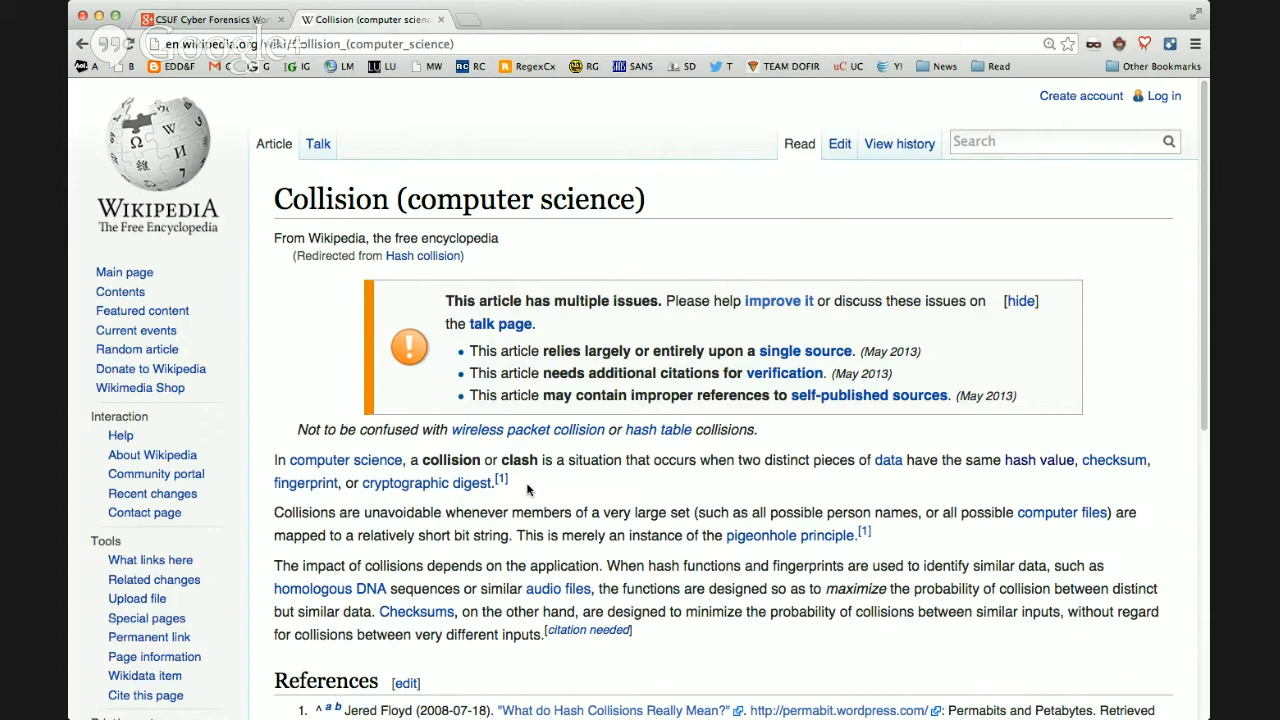 CSUF Cyber Forensics Wo
Collision (computer scienc
en.wikipedia.org/wiki/Collision_(computer_science)
Google+
A B EDD&F C G IG LM LU MW RC RegexCx RG SANS SD T TEAM DOFIR UC Y! News Read Other Bookmarks
Create account Log in
Article Talk Read Edit View history Search
WIKIPEDIA
The Free Encyclopedia
Main page
Contents
Featured content
Current events
Random article
Donate to Wikipedia
Wikimedia Shop
Interaction
Help
About Wikipedia
Community portal
Recent changes
Contact page
Tools
What links here
Related changes
Upload file
Special pages
Permanent link
Page information
Wikidata item
Cite this page
Collision (computer science)
From Wikipedia, the free encyclopedia
(Redirected from Hash collision)
This article has multiple issues. Please help improve it or discuss these issues on [hide]
the talk page.
• This article relies largely or entirely upon a single source. (May 2013)
• This article needs additional citations for verification. (May 2013)
• This article may contain improper references to self-published sources. (May 2013)
Not to be confused with wireless packet collision or hash table collisions.
In computer science, a collision or clash is a situation that occurs when two distinct pieces of data have the same hash value, checksum,
fingerprint, or cryptographic digest.[1]
Collisions are unavoidable whenever members of a very large set (such as all possible person names, or all possible computer files) are
mapped to a relatively short bit string. This is merely an instance of the pigeonhole principle.[1]
The impact of collisions depends on the application. When hash functions and fingerprints are used to identify similar data, such as
homologous DNA sequences or similar audio files, the functions are designed so as to maximize the probability of collision between distinct
but similar data. Checksums, on the other hand, are designed to minimize the probability of collisions between similar inputs, without regard
for collisions between very different inputs.[citation needed]
References [edit]
1. ^ a b Jered Floyd (2008-07-18). "What do Hash Collisions Really Mean?". http://permabit.wordpress.com/: Permabits and Petabytes. Retrieved